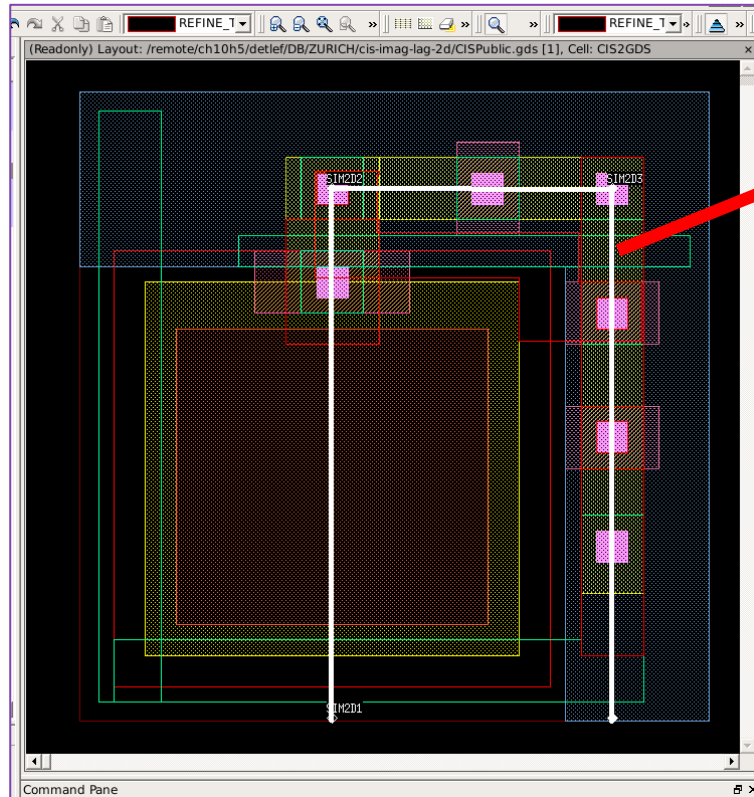 REFINE_T
»
»
REFINE_T
»
»
(Readonly) Layout: /remote/ch10h5/detlef/DB/ZURICH/cis-imag-lag-2d/CISPublic.gds [1], Cell: CIS2GDS
SIM2D2
SIM2D3
SIM2D1
Command Pane